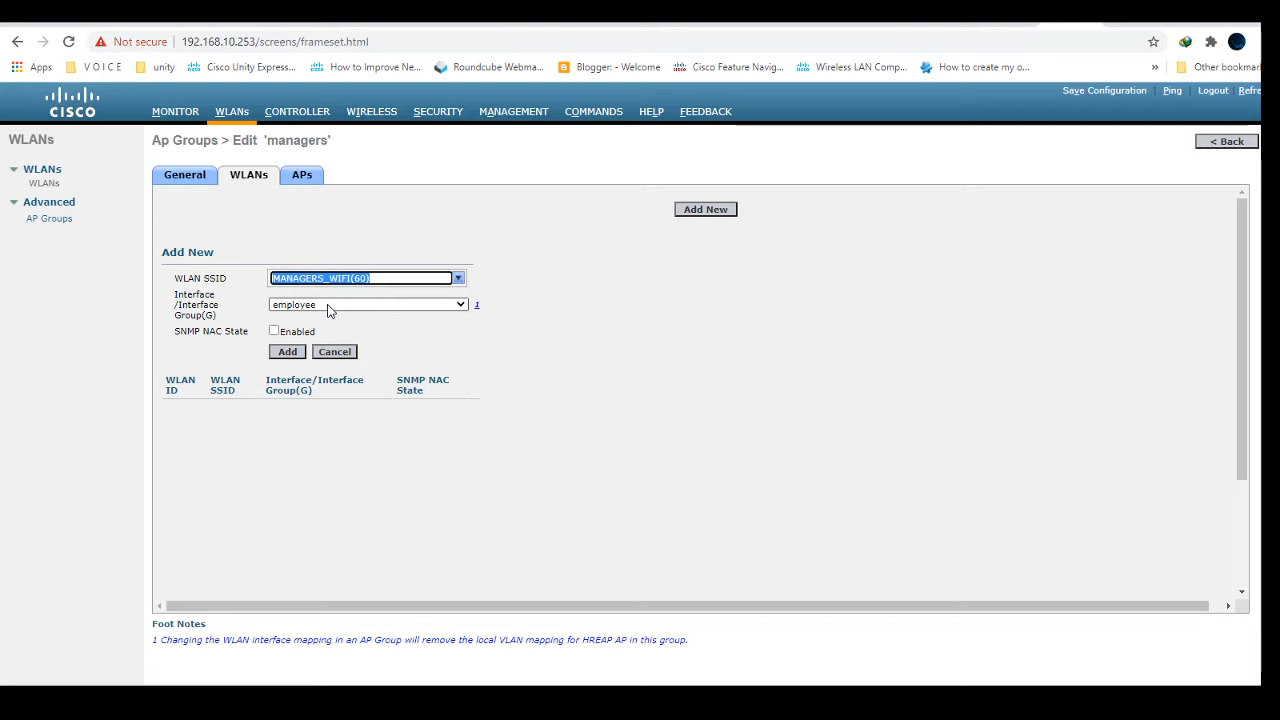 Not secure 192.168.10.253/screens/frameset.html
Apps V O I C E unity Cisco Unity Express... How to Improve Ne... Roundcube Webma... Blogger: - Welcome Cisco Feature Navig... Wireless LAN Comp... How to create my o... » Other bookmar
Save Configuration Ping Logout Refre
CISCO MONITOR WLANs CONTROLLER WIRELESS SECURITY MANAGEMENT COMMANDS HELP FEEDBACK
WLANs
WLANs
WLANs
Advanced
AP Groups
Ap Groups > Edit 'managers'
< Back
General WLANs APs
Add New
Add New
WLAN SSID MANAGERS_WIFI(60)
Interface
/Interface employee 1
Group(G)
SNMP NAC State Enabled
Add Cancel
WLAN WLAN Interface/Interface SNMP NAC
ID SSID Group(G) State
Foot Notes
1 Changing the WLAN interface mapping in an AP Group will remove the local VLAN mapping for HREAP AP in this group.